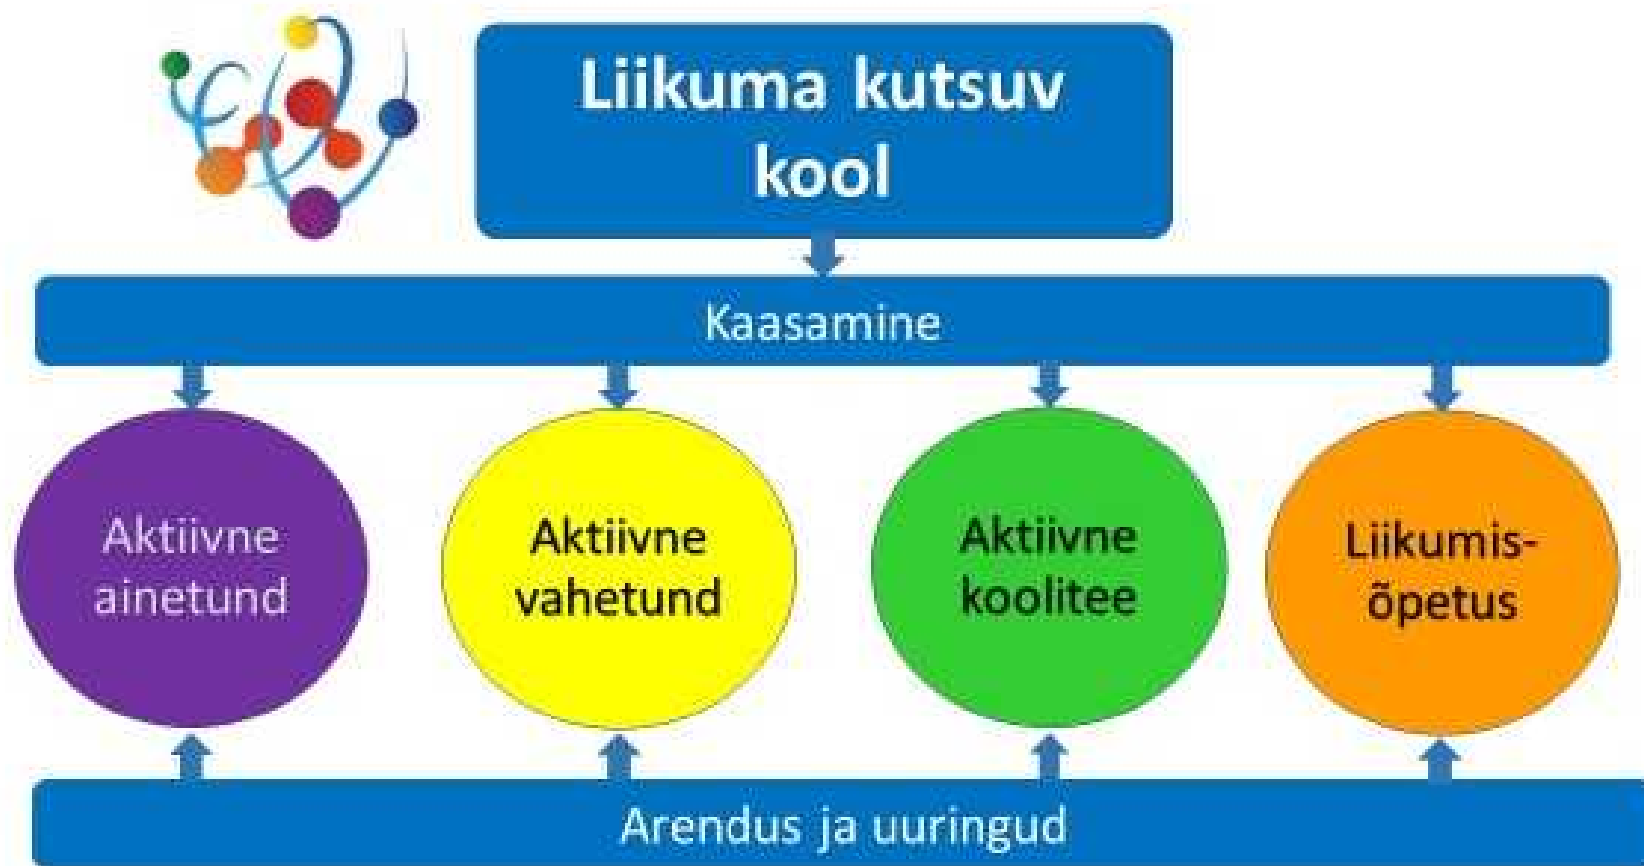 Liikuma kutsuv
kool
Kaasamine
Aktiivne
ainetund
Aktiivne
vahetund
Aktiivne
koolitee
Liikumis-
õpetus
Arendus ja uuringud